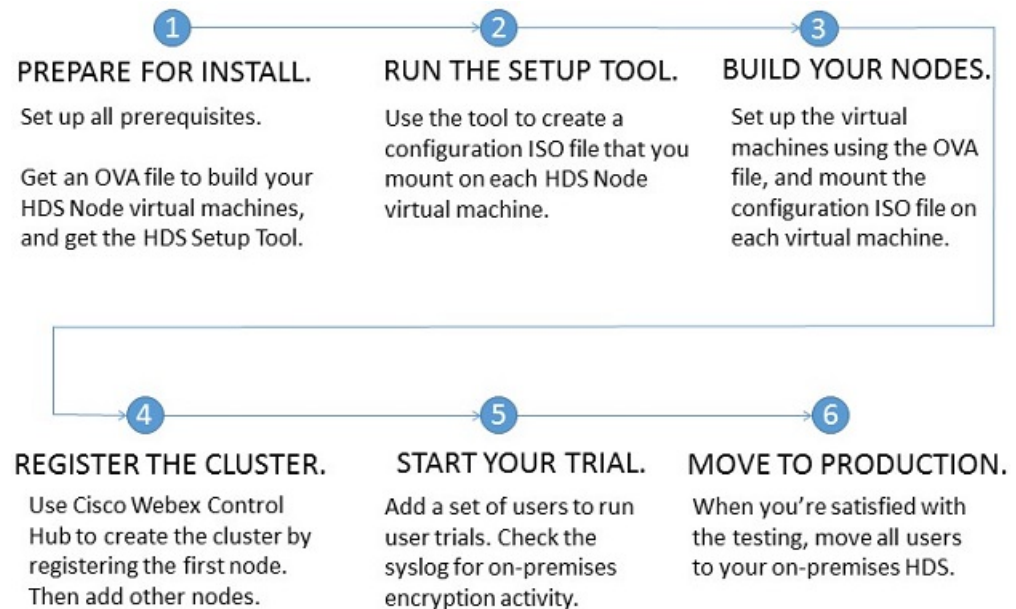 1
PREPARE FOR INSTALL.
Set up all prerequisites.
Get an OVA file to build your
HDS Node virtual machines,
and get the HDS Setup Tool.
2
RUN THE SETUP TOOL.
Use the tool to create a
configuration ISO file that you
mount on each HDS Node
virtual machine.
3
BUILD YOUR NODES.
Set up the virtual
machines using the OVA
file, and mount the
configuration ISO file on
each virtual machine.
4
REGISTER THE CLUSTER.
Use Cisco Webex Control
Hub to create the cluster by
registering the first node.
Then add other nodes.
5
START YOUR TRIAL.
Add a set of users to run
user trials. Check the
syslog for on-premises
encryption activity.
6
MOVE TO PRODUCTION.
When you're satisfied with
the testing, move all users
to your on-premises HDS.